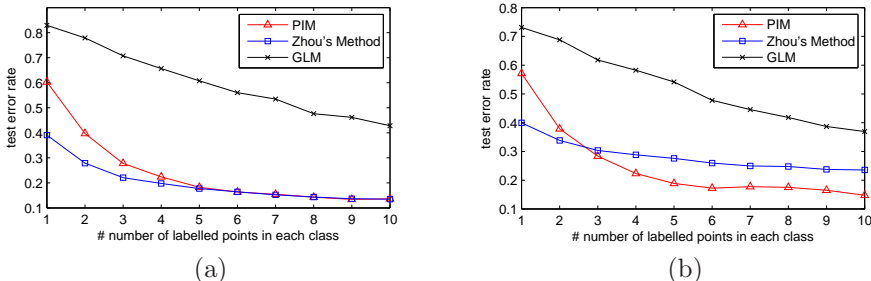 0.8
0.7
0.6
0.5
0.4
0.3
0.2
0.1
test error rate
PIM
Zhou's Method
GLM
1 2 3 4 5 6 7 8 9 10
# number of labelled points in each class
(a)
0.8
0.7
0.6
0.5
0.4
0.3
0.2
0.1
test error rate
PIM
Zhou's Method
GLM
1 2 3 4 5 6 7 8 9 10
# number of labelled points in each class
(b)